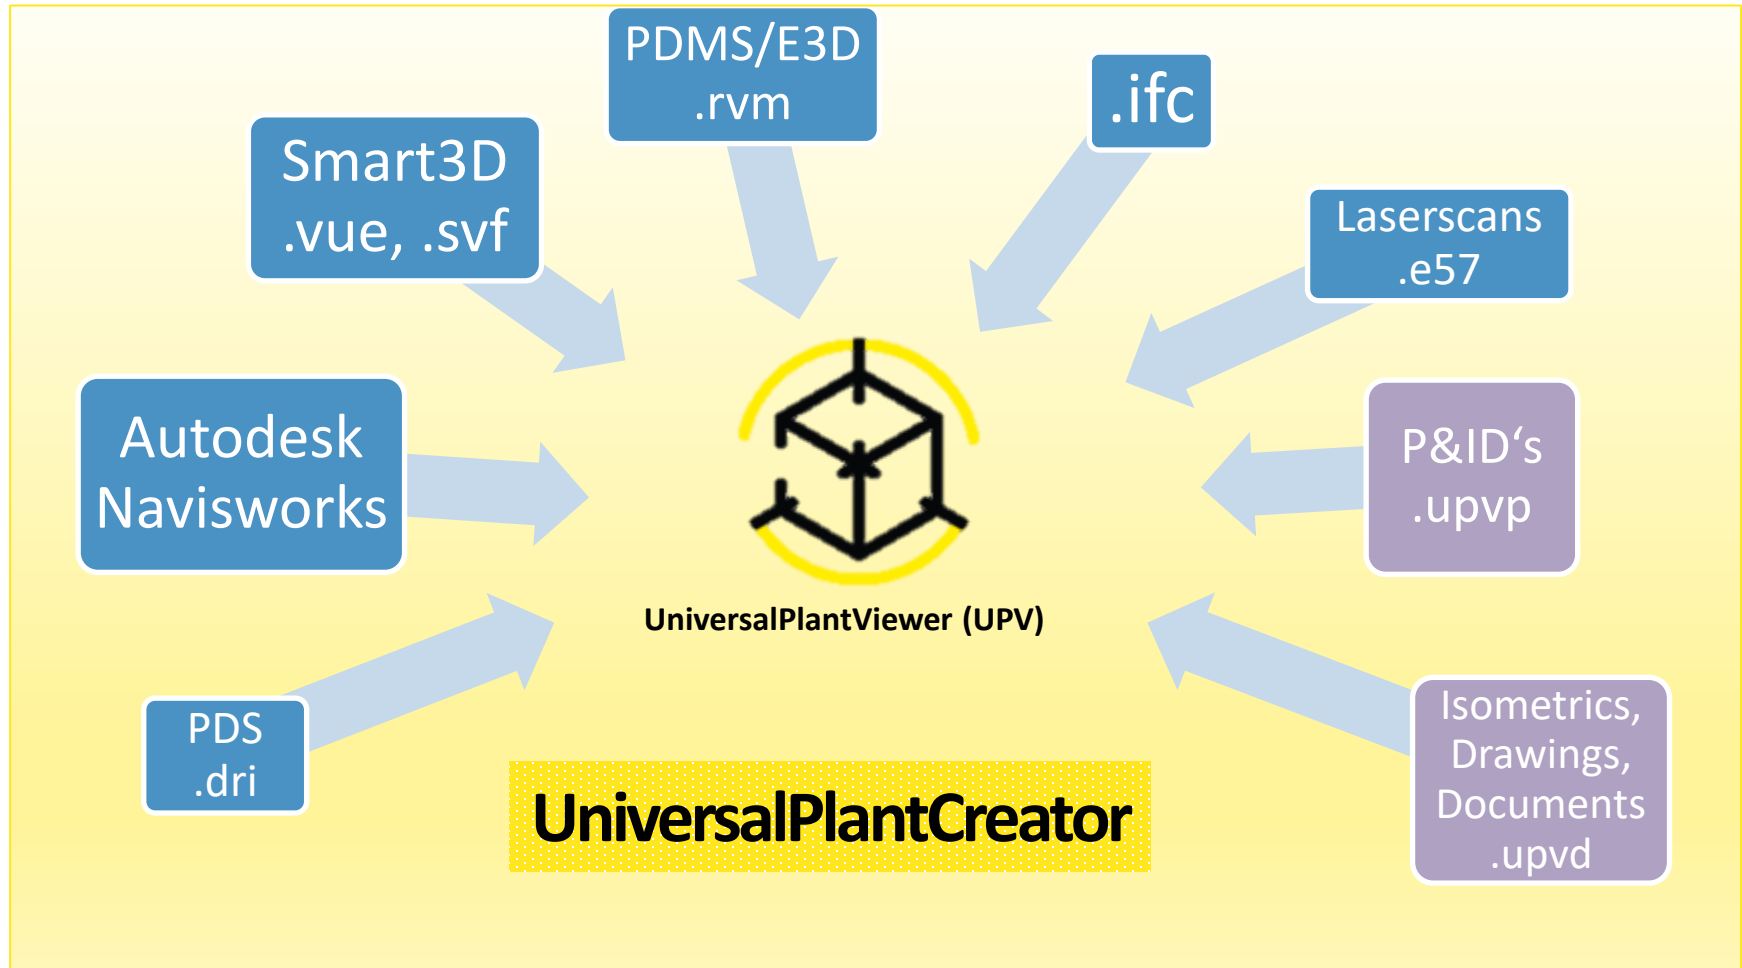 PDMS/E3D
.rvm
.ifc
Smart3D
.vue, .svf
Laserscans
.e57
Autodesk
Navisworks
P&ID‘s
.upvp
UniversalPlantViewer (UPV)
PDS
.dri
Isometrics,
Drawings,
Documents
.upvd
UniversalPlantCreator